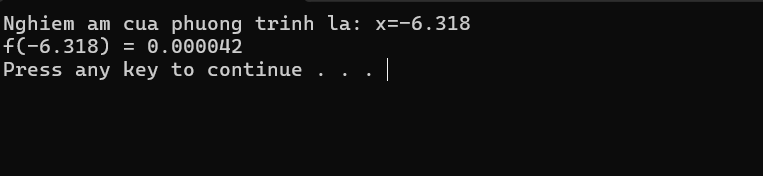 Nghiem am cua phuong trinh la: x=-6.318
f(-6.318) = 0.000042
Press any key to continue . . .